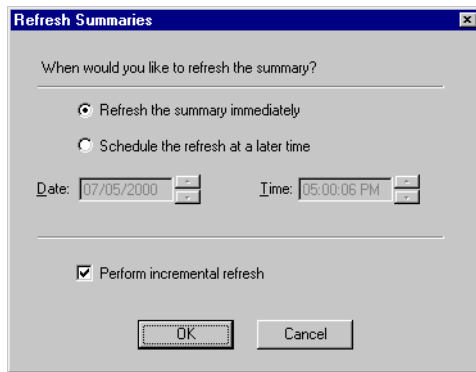 Refresh Summaries
When would you like to refresh the summary?
Refresh the summary immediately
Schedule the refresh at a later time
Date: 07/05/2000 Time: 05:00:06 PM
Perform incremental refresh
OK Cancel